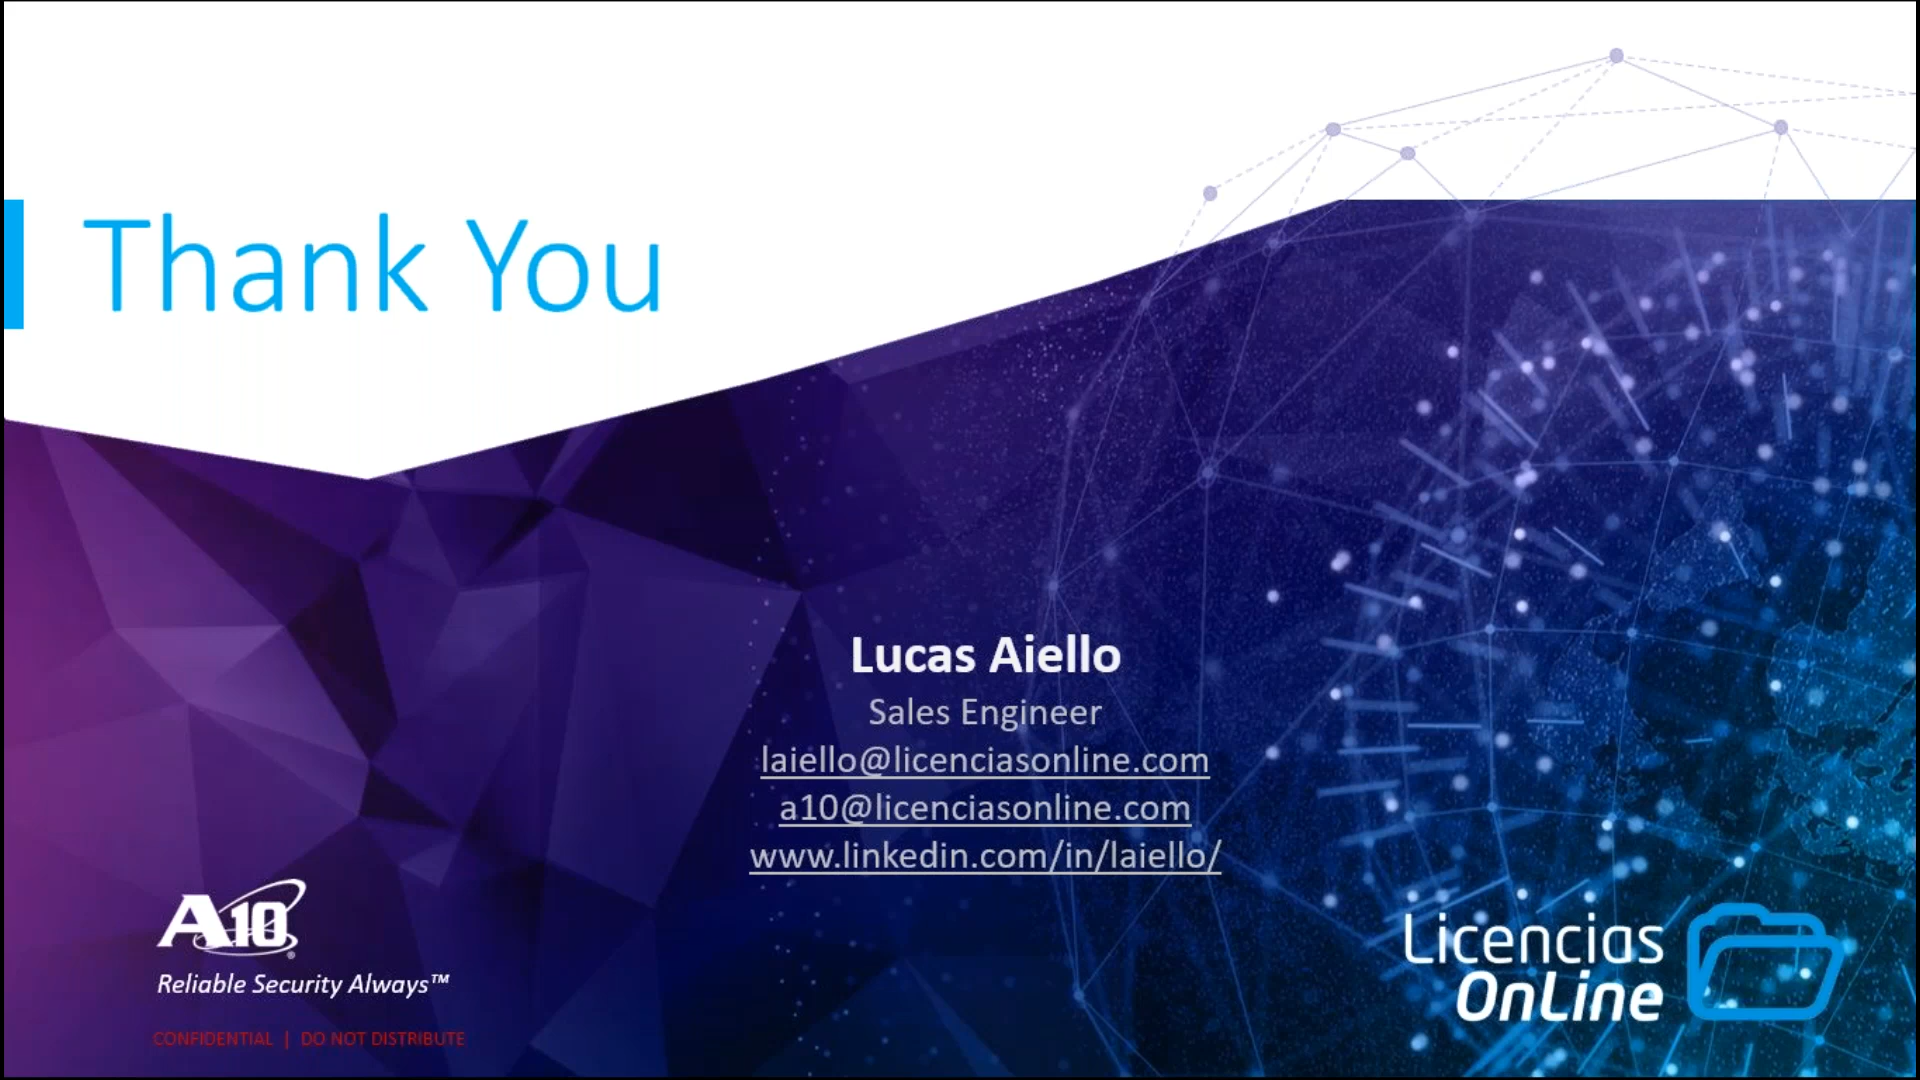 Thank You
Lucas Aiello
Sales Engineer
laiello@licenciasonline.com
a10@licenciasonline.com
www.linkedin.com/in/laiello/
A10®
Reliable Security Always™
CONFIDENTIAL | DO NOT DISTRIBUTE
Licencias
OnLine